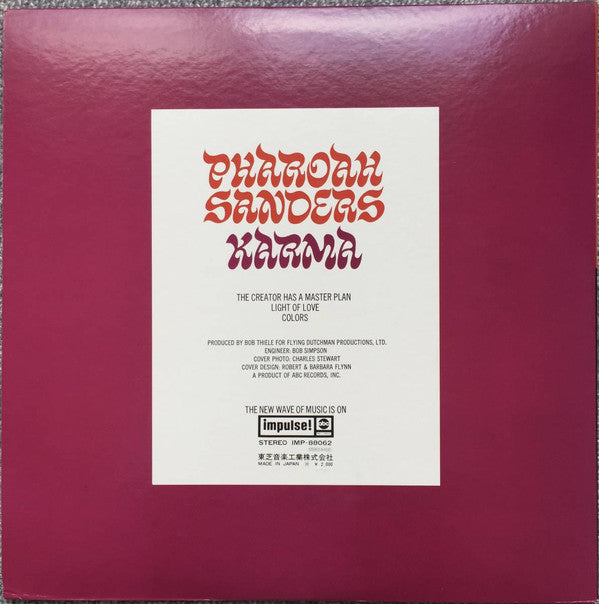 PHAROAH
SANDERS
KARMA
THE CREATOR HAS A MASTER PLAN
LIGHT OF LOVE
COLORS
PRODUCED BY BOB THIELE FOR FLYING DUTCHMAN PRODUCTIONS, LTD.
ENGINEER: BOB SIMPSON
COVER PHOTO: CHARLES STEWART
COVER DESIGN: ROBERT & BARBARA FLYNN
A PRODUCT OF ABC RECORDS, INC.
THE NEW WAVE OF MUSIC IS ON
impulse! abc
STEREO IMP-88062
東芝音楽工業株式会社
MADE IN JAPAN ¥ 2,000